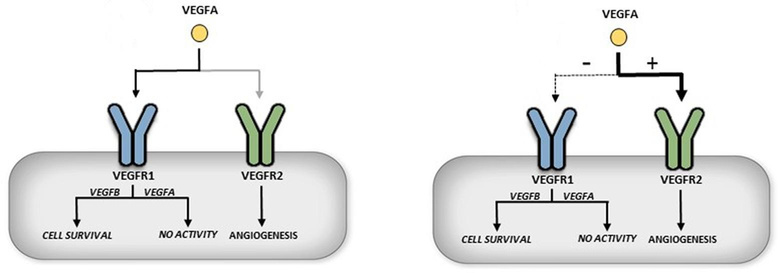 VEGFA
VEGFR1
VEGFR2
VEGFB VEGFA
CELL SURVIVAL
NO ACTIVITY
ANGIOGENESIS
VEGFA
- +
VEGFR1
VEGFR2
VEGFB VEGFA
CELL SURVIVAL
NO ACTIVITY
ANGIOGENESIS